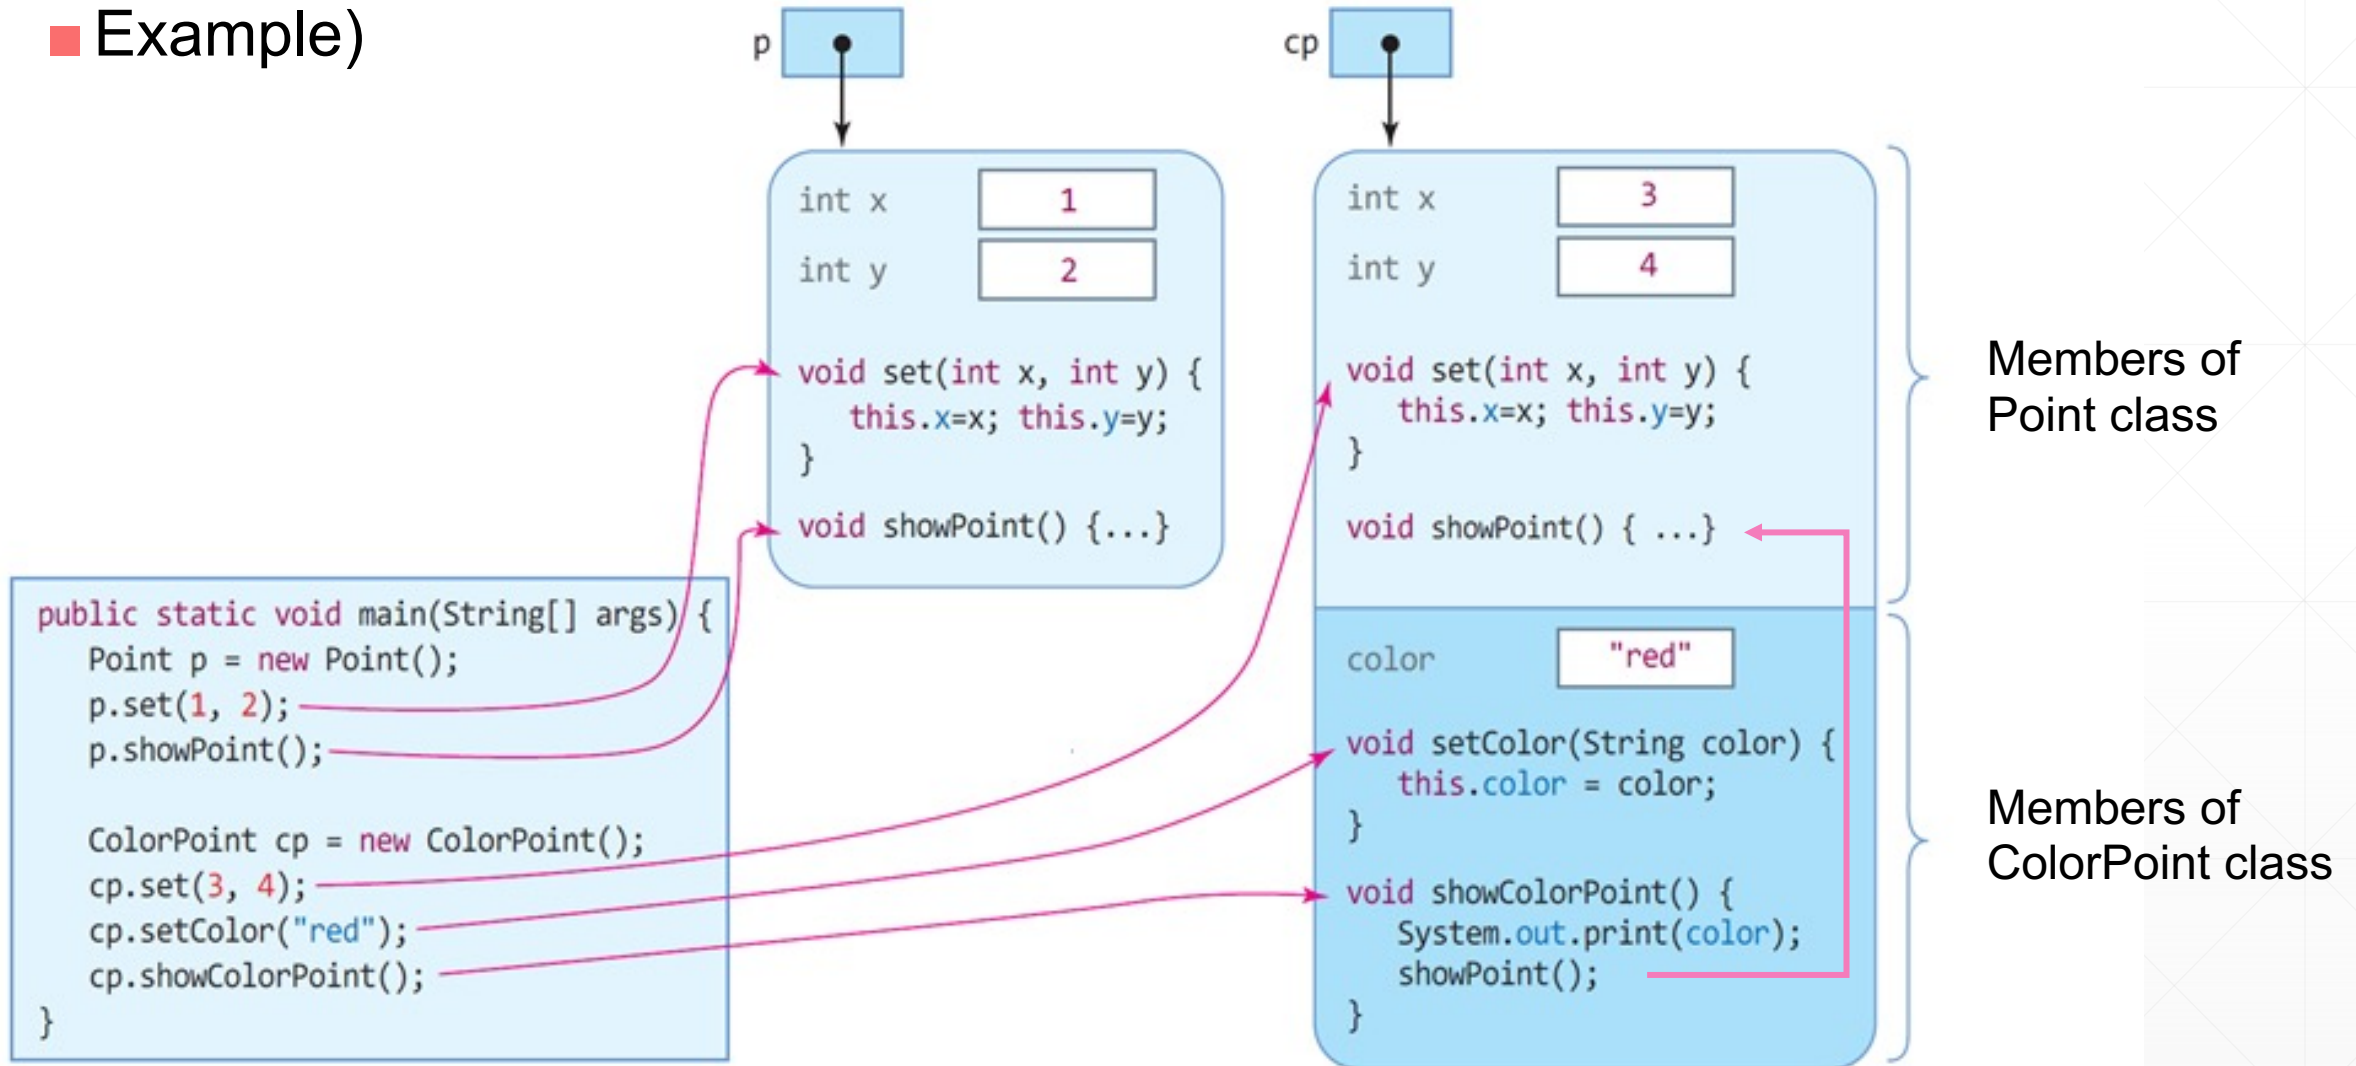 Example)
p
cp
int x
1
int y
2
void set(int x, int y) {
this.x=x; this.y=y;
}
void showPoint() {...}
int x
3
int y
4
void set(int x, int y) {
this.x=x; this.y=y;
}
void showPoint() { ...}
Members of
Point class
public static void main(String[] args) {
Point p = new Point();
p.set(1, 2);
p.showPoint();
ColorPoint cp = new ColorPoint();
cp.set(3, 4);
cp.setColor("red");
cp.showColorPoint();
}
color
"red"
void setColor(String color) {
this.color = color;
}
void showColorPoint() {
System.out.print(color);
showPoint();
}
Members of
ColorPoint class